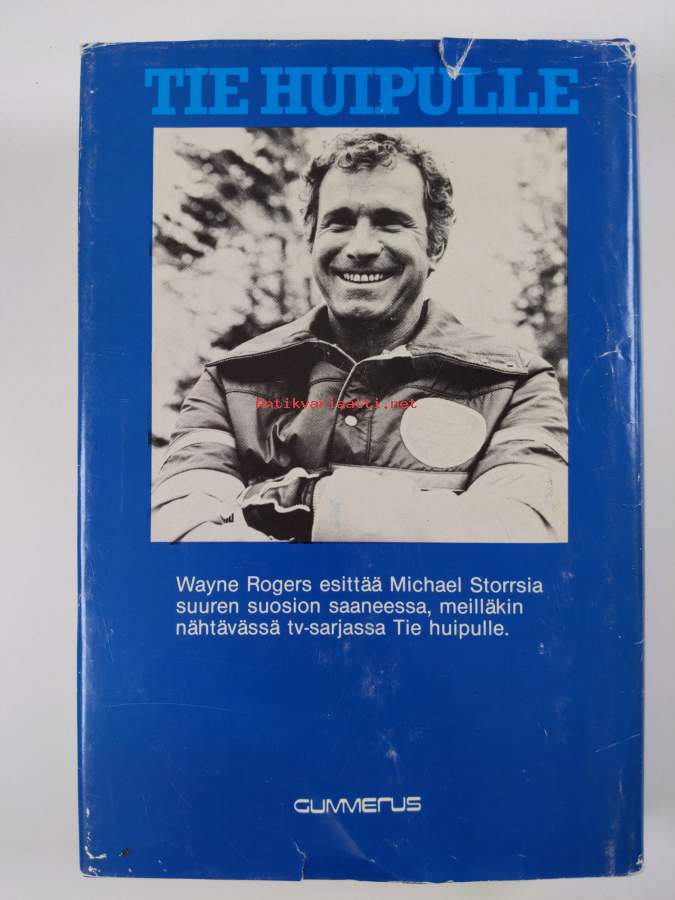 TIE HUIPULLE
Antikvariaatti.net
Wayne Rogers esittää Michael Storrsia
suuren suosion saaneessa, meilläkin
nähtävässä tv-sarjassa Tie huipulle.
GUMMERUS